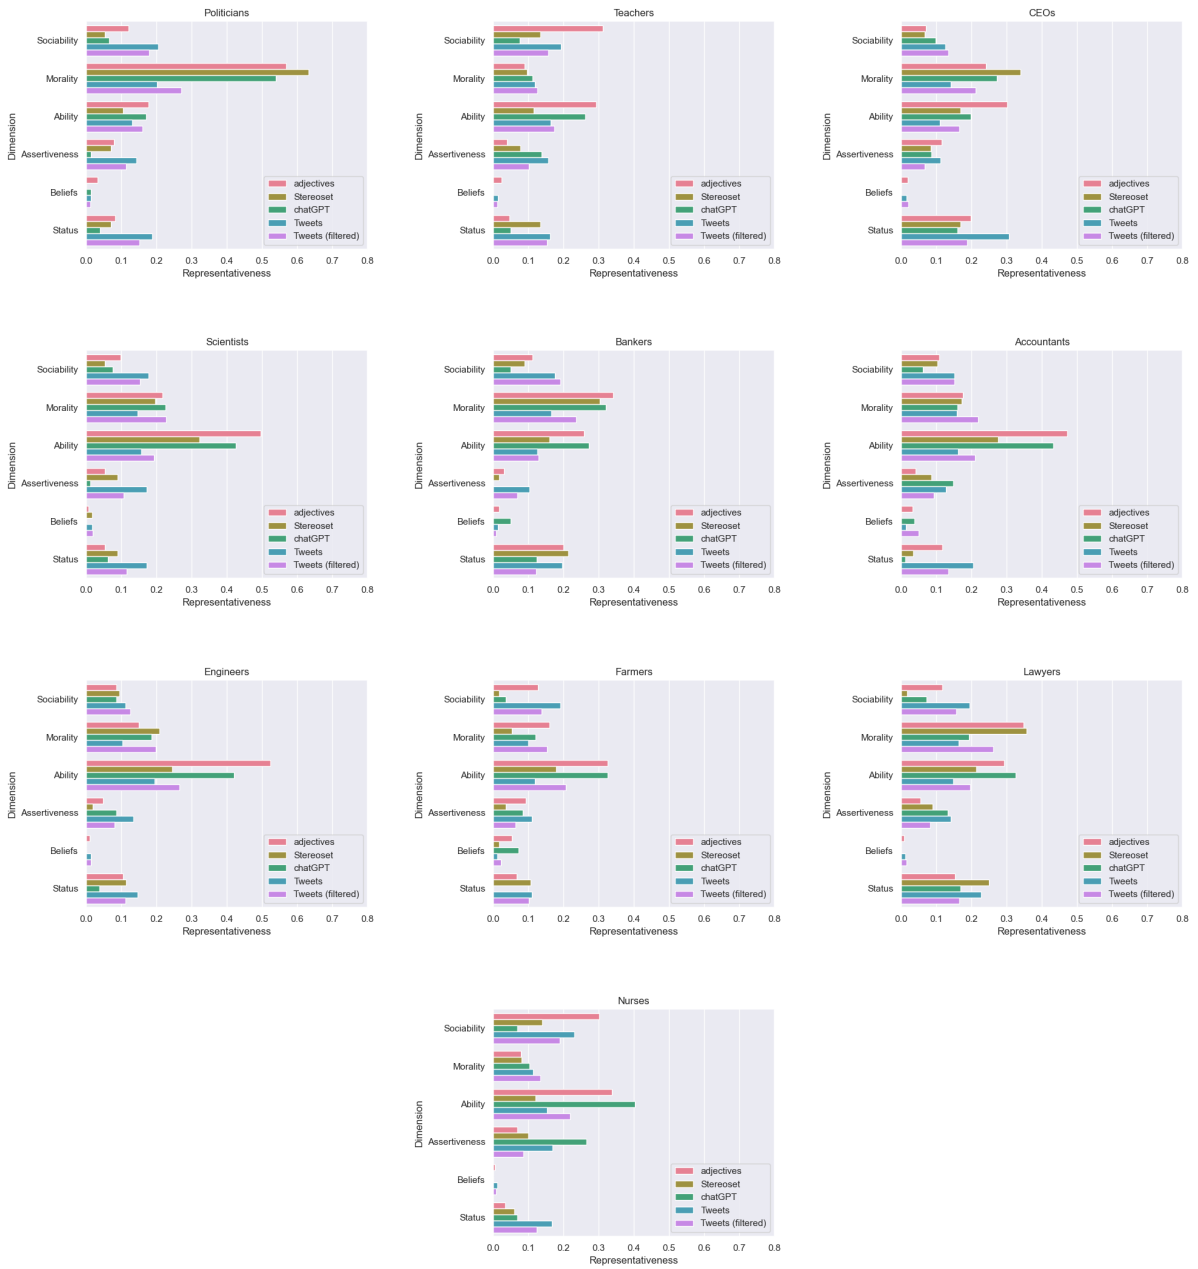 Politicians
Dimension
Sociability
Morality
Ability
Assertiveness
Beliefs
Status
adjectives
Stereoset
chatGPT
Tweets
Tweets (filtered)
0.0 0.1 0.2 0.3 0.4 0.5 0.6 0.7 0.8
Representativeness
Teachers
Dimension
Sociability
Morality
Ability
Assertiveness
Beliefs
Status
adjectives
Stereoset
chatGPT
Tweets
Tweets (filtered)
0.0 0.1 0.2 0.3 0.4 0.5 0.6 0.7 0.8
Representativeness
CEOs
Dimension
Sociability
Morality
Ability
Assertiveness
Beliefs
Status
adjectives
Stereoset
chatGPT
Tweets
Tweets (filtered)
0.0 0.1 0.2 0.3 0.4 0.5 0.6 0.7 0.8
Representativeness
Scientists
Dimension
Sociability
Morality
Ability
Assertiveness
Beliefs
Status
adjectives
Stereoset
chatGPT
Tweets
Tweets (filtered)
0.0 0.1 0.2 0.3 0.4 0.5 0.6 0.7 0.8
Representativeness
Bankers
Dimension
Sociability
Morality
Ability
Assertiveness
Beliefs
Status
adjectives
Stereoset
chatGPT
Tweets
Tweets (filtered)
0.0 0.1 0.2 0.3 0.4 0.5 0.6 0.7 0.8
Representativeness
Accountants
Dimension
Sociability
Morality
Ability
Assertiveness
Beliefs
Status
adjectives
Stereoset
chatGPT
Tweets
Tweets (filtered)
0.0 0.1 0.2 0.3 0.4 0.5 0.6 0.7 0.8
Representativeness
Engineers
Dimension
Sociability
Morality
Ability
Assertiveness
Beliefs
Status
adjectives
Stereoset
chatGPT
Tweets
Tweets (filtered)
0.0 0.1 0.2 0.3 0.4 0.5 0.6 0.7 0.8
Representativeness
Farmers
Dimension
Sociability
Morality
Ability
Assertiveness
Beliefs
Status
adjectives
Stereoset
chatGPT
Tweets
Tweets (filtered)
0.0 0.1 0.2 0.3 0.4 0.5 0.6 0.7 0.8
Representativeness
Lawyers
Dimension
Sociability
Morality
Ability
Assertiveness
Beliefs
Status
adjectives
Stereoset
chatGPT
Tweets
Tweets (filtered)
0.0 0.1 0.2 0.3 0.4 0.5 0.6 0.7 0.8
Representativeness
Nurses
Dimension
Sociability
Morality
Ability
Assertiveness
Beliefs
Status
adjectives
Stereoset
chatGPT
Tweets
Tweets (filtered)
0.0 0.1 0.2 0.3 0.4 0.5 0.6 0.7 0.8
Representativeness